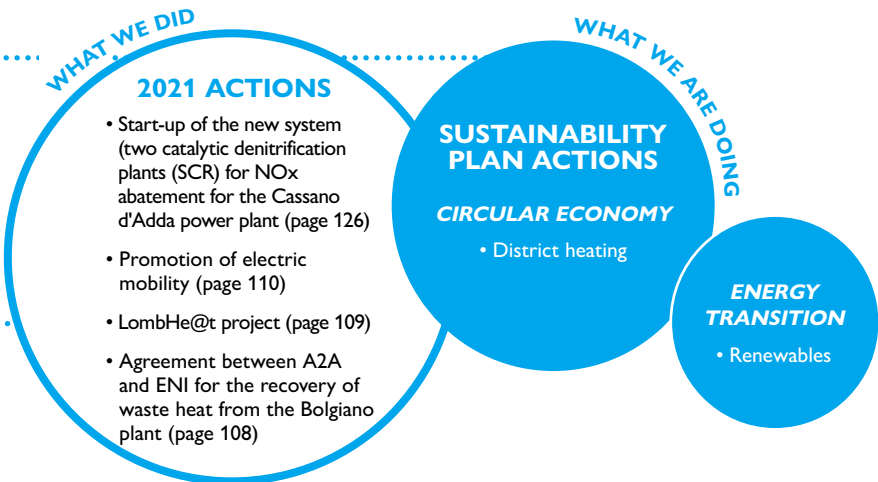 WHAT WE DID
2021 ACTIONS
• Start-up of the new system
(two catalytic denitrification
plants (SCR) for NOx
abatement for the Cassano
d'Adda power plant (page 126)
• Promotion of electric
mobility (page 110)
• LombHe@t project (page 109)
• Agreement between A2A
and ENI for the recovery of
waste heat from the Bolgiano
plant (page 108)
WHAT WE ARE DOING
SUSTAINABILITY
PLAN ACTIONS
CIRCULAR ECONOMY
• District heating
ENERGY
TRANSITION
• Renewables